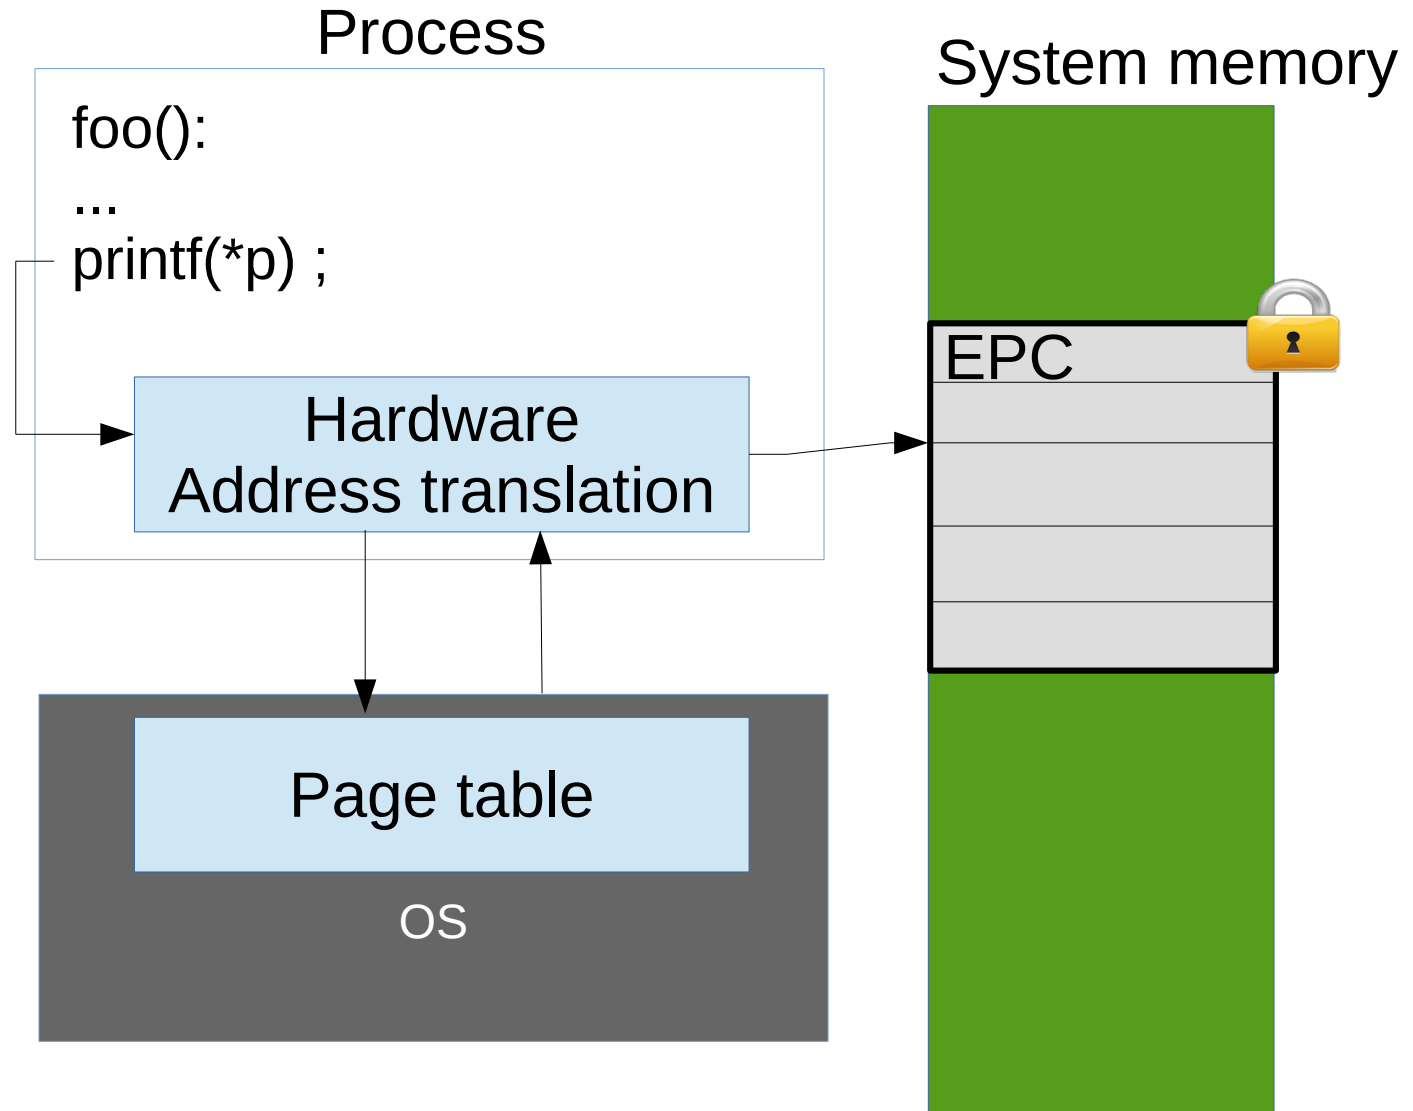 Process
foo():
...
printf(*p) ;
Hardware
Address translation
Page table
OS
System memory
EPC